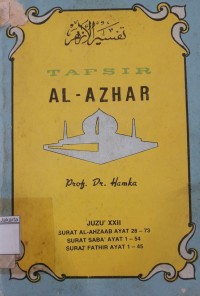 تفسير الأزهر
TAFSIR
AL-AZHAR
Prof. Dr. Hamka
JUZU' XXII
SURAT AL-AHZAAB AYAT 28 – 73
SURAT SABA' AYAT 1 – 54
SURAT FATHIR AYAT 1 – 45